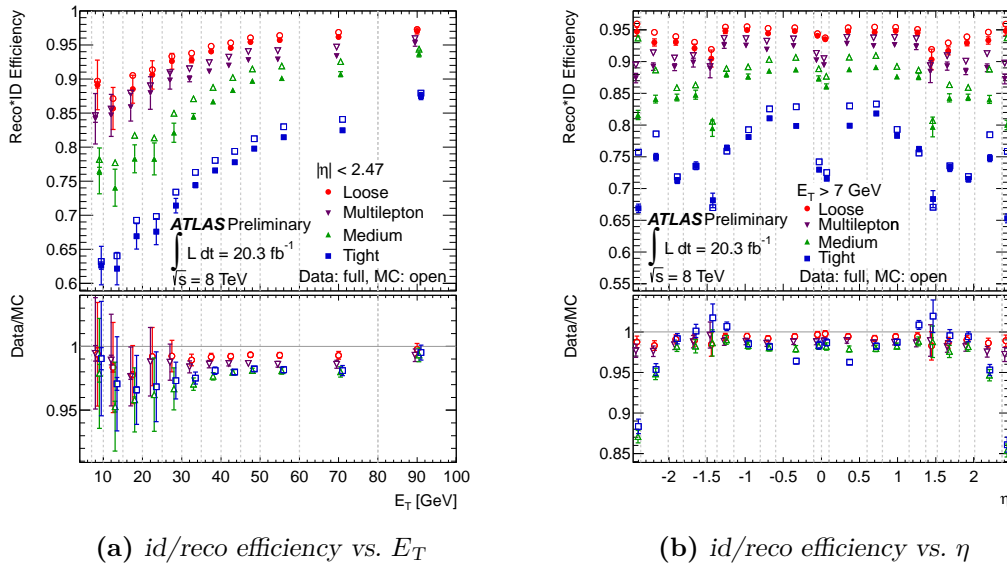 Reco*ID Efficiency
1
0.95
0.9
0.85
0.8
0.75
0.7
0.65
0.6
|η| < 2.47
Loose
Multilepton
Medium
Tight
Data: full, MC: open
ATLAS Preliminary
∫ L dt = 20.3 fb⁻¹
√s = 8 TeV
Data/MC
1
0.95
10 20 30 40 50 60 70 80 90 100
E_T [GeV]
(a) id/reco efficiency vs. E_T
Reco*ID Efficiency
0.95
0.9
0.85
0.8
0.75
0.7
0.65
0.6
0.55
E_T > 7 GeV
Loose
Multilepton
Medium
Tight
Data: full, MC: open
ATLAS Preliminary
∫ L dt = 20.3 fb⁻¹
√s = 8 TeV
Data/MC
1
0.95
0.9
0.85
-2 -1.5 -1 -0.5 0 0.5 1 1.5 2
η
(b) id/reco efficiency vs. η